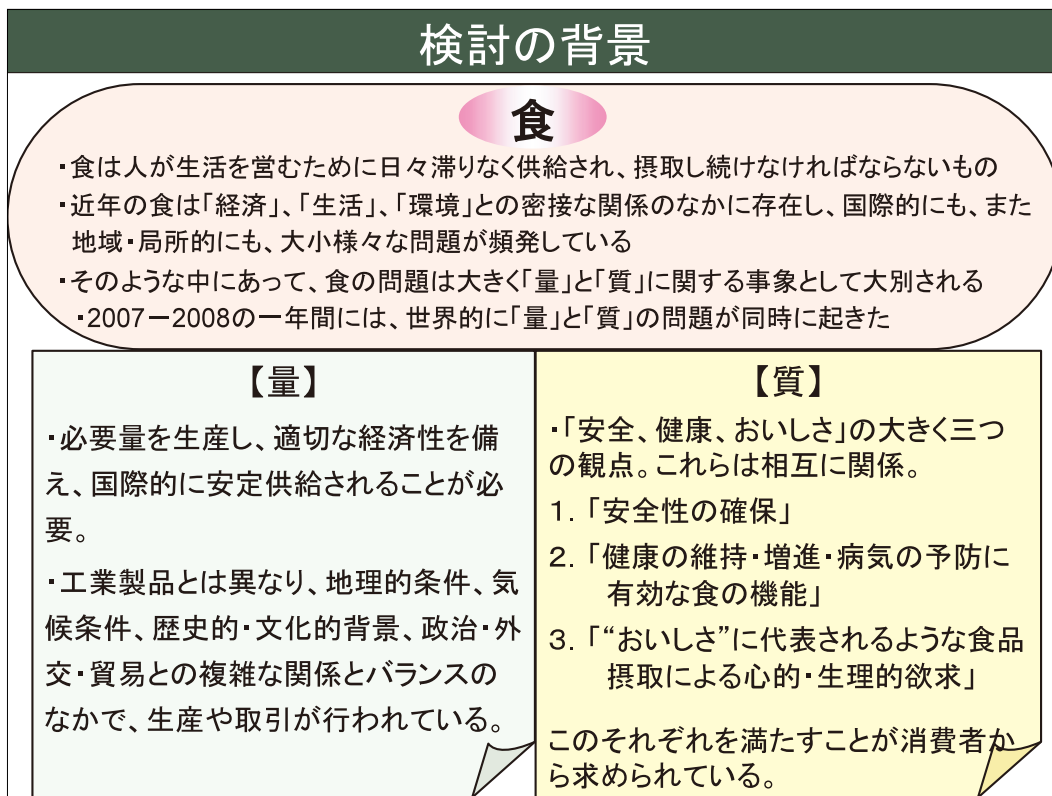 検討の背景
食
・食は人が生活を営むために日々滞りなく供給され、摂取し続けなければならないもの
・近年の食は「経済」、「生活」、「環境」との密接な関係のなかに存在し、国際的にも、また
地域・局所的にも、大小様々な問題が頻発している
・そのような中にあって、食の問題は大きく「量」と「質」に関する事象として大別される
・2007－2008の一年間には、世界的に「量」と「質」の問題が同時に起きた
【量】
・必要量を生産し、適切な経済性を備
え、国際的に安定供給されることが必
要。
・工業製品とは異なり、地理的条件、気
候条件、歴史的・文化的背景、政治・外
交・貿易との複雑な関係とバランスの
なかで、生産や取引が行われている。
【質】
・「安全、健康、おいしさ」の大きく三つ
の観点。これらは相互に関係。
１．「安全性の確保」
２．「健康の維持・増進・病気の予防に
有効な食の機能」
３．「“おいしさ”に代表されるような食品
摂取による心的・生理的欲求」
このそれぞれを満たすことが消費者か
ら求められている。